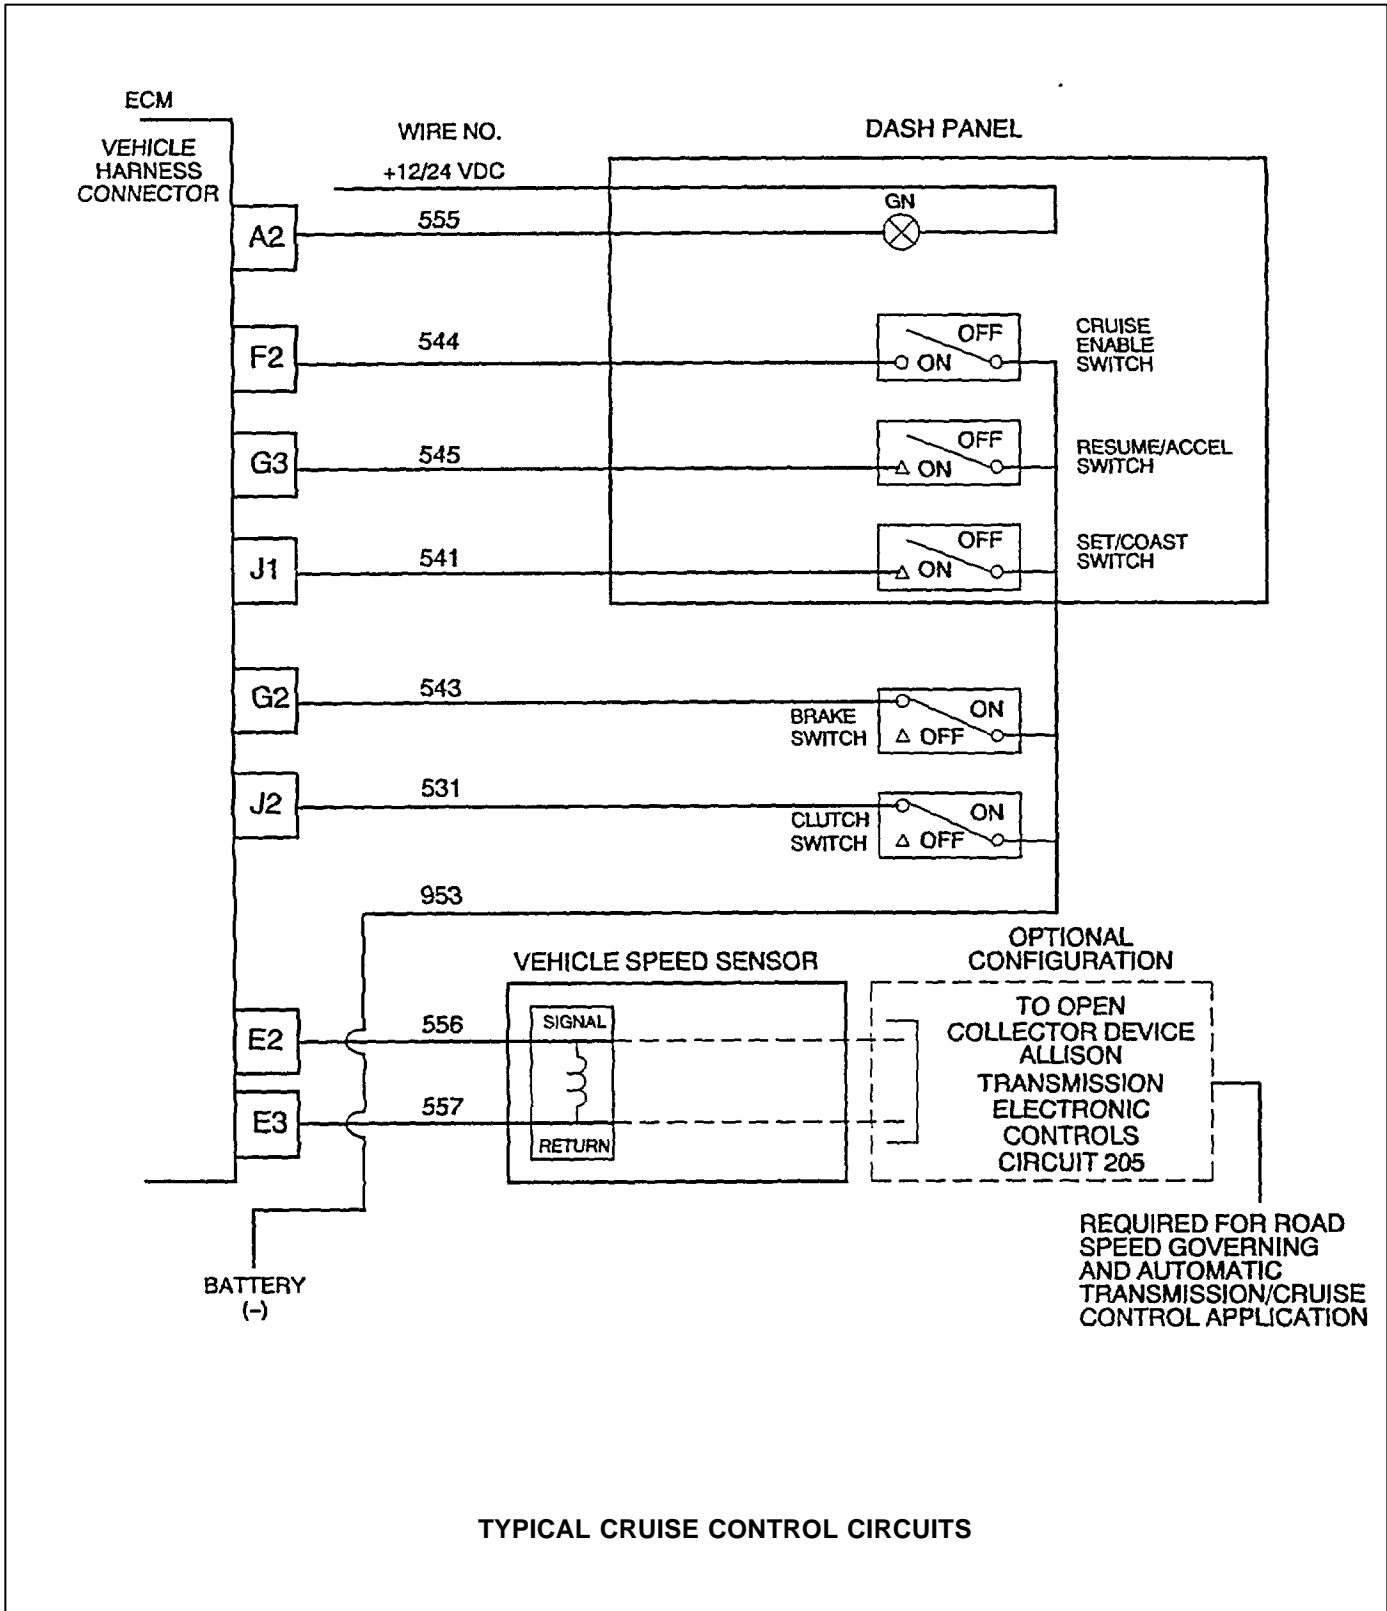 ECM
VEHICLE
HARNESS
CONNECTOR
WIRE NO.
+12/24 VDC
DASH PANEL
A2
555
GN
F2
544
OFF
ON
CRUISE
ENABLE
SWITCH
G3
545
OFF
ON
RESUME/ACCEL
SWITCH
J1
541
OFF
ON
SET/COAST
SWITCH
G2
543
BRAKE
SWITCH
ON
OFF
J2
531
CLUTCH
SWITCH
ON
OFF
953
VEHICLE SPEED SENSOR
OPTIONAL
CONFIGURATION
E2
556
SIGNAL
E3
557
RETURN
TO OPEN
COLLECTOR DEVICE
ALLISON
TRANSMISSION
ELECTRONIC
CONTROLS
CIRCUIT 205
BATTERY
(–)
REQUIRED FOR ROAD
SPEED GOVERNING
AND AUTOMATIC
TRANSMISSION/CRUISE
CONTROL APPLICATION
TYPICAL CRUISE CONTROL CIRCUITS